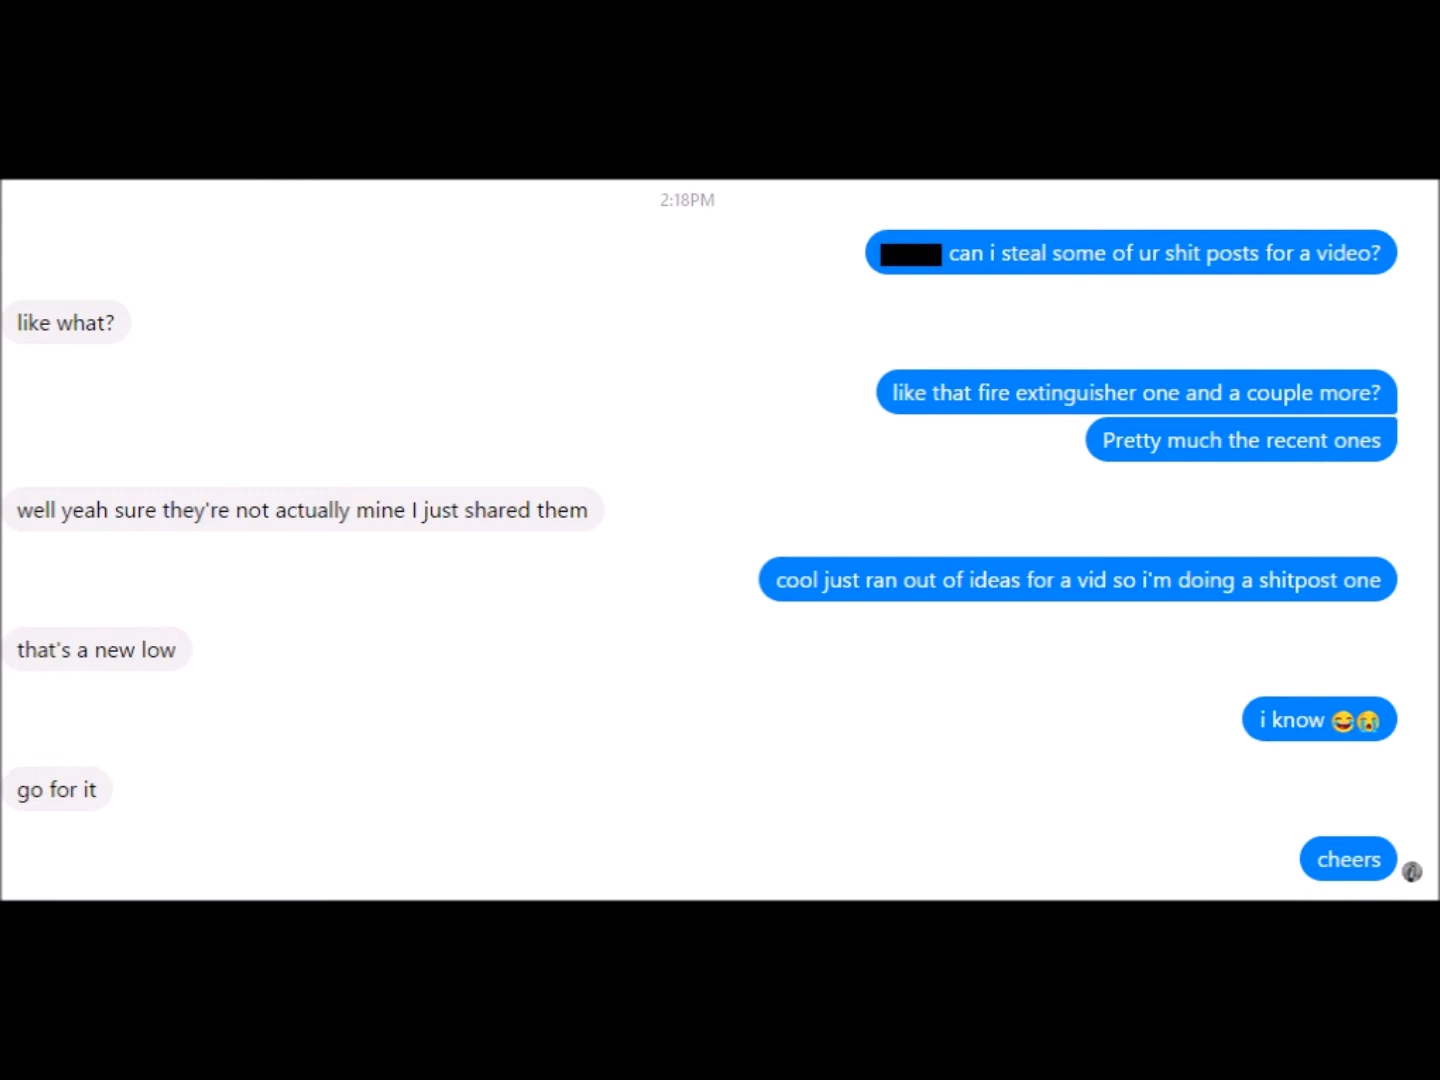 2:18PM
can i steal some of ur shit posts for a video?
like what?
like that fire extinguisher one and a couple more?
Pretty much the recent ones
well yeah sure they're not actually mine I just shared them
cool just ran out of ideas for a vid so i'm doing a shitpost one
that's a new low
i know 😂😭
go for it
cheers